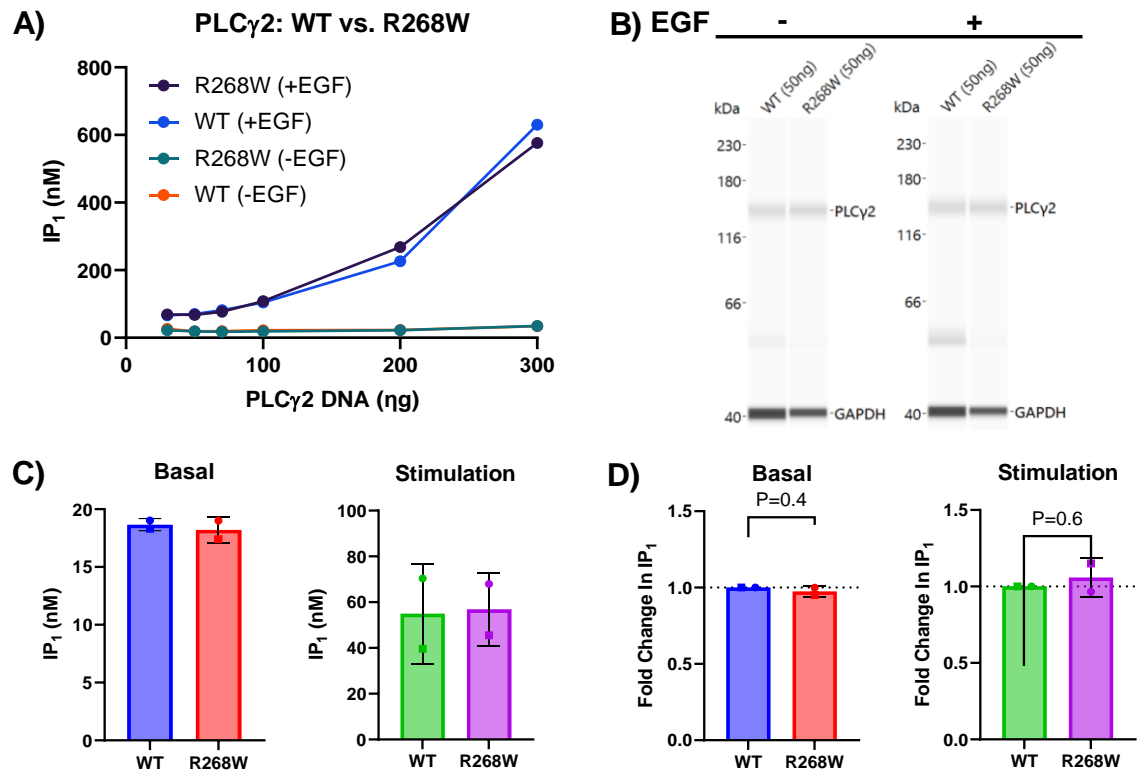 A)
PLCγ2: WT vs. R268W
800
600
400
200
0
IP1 (nM)
R268W (+EGF)
WT (+EGF)
R268W (-EGF)
WT (-EGF)
0 100 200 300
PLCγ2 DNA (ηg)
B) EGF - +
kDa WT (50ng) R268W (50ng)
230-
180-
-PLCγ2
116-
66-
40- -GAPDH
kDa WT (50ng) R268W (50ng)
230-
180-
-PLCγ2
116-
66-
40- -GAPDH
C)
Basal
20
15
10
5
0
IP1 (nM)
WT R268W
Stimulation
100
80
60
40
20
0
IP1 (nM)
WT R268W
D)
Basal
P=0.4
1.5
1.0
0.5
0.0
Fold Change In IP1
WT R268W
Stimulation
P=0.6
1.5
1.0
0.5
0.0
Fold Change In IP1
WT R268W